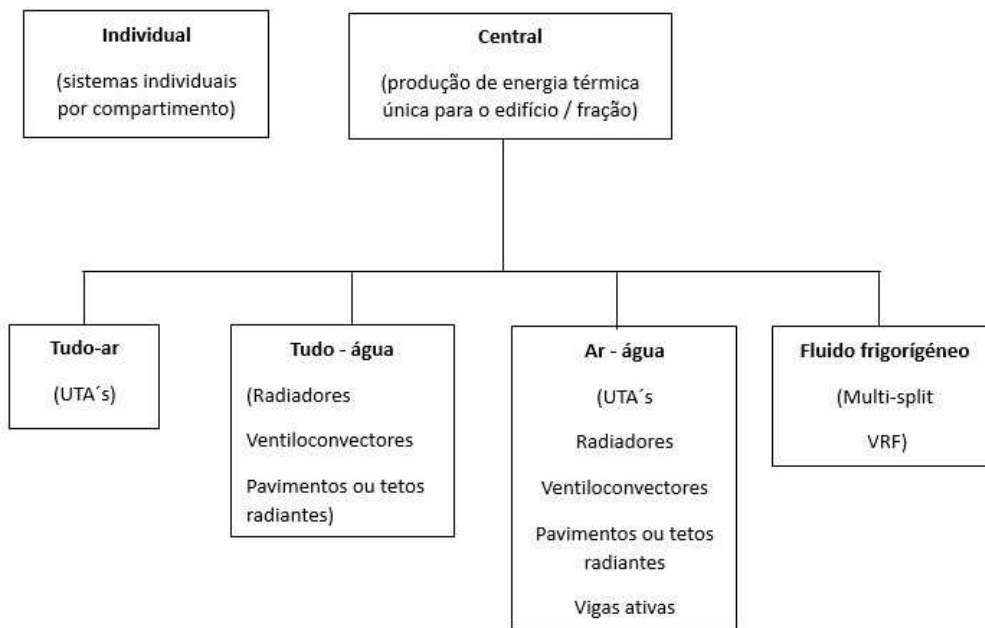 Individual
(sistemas individuais
por compartimento)
Central
(produção de energia térmica
única para o edifício / fração)
Tudo-ar
(UTA´s)
Tudo - água
(Radiadores
Ventiloconvectores
Pavimentos ou tetos
radiantes)
Ar - água
(UTA´s
Radiadores
Ventiloconvectores
Pavimentos ou tetos
radiantes
Vigas ativas
Fluido frigorígéneo
(Multi-split
VRF)